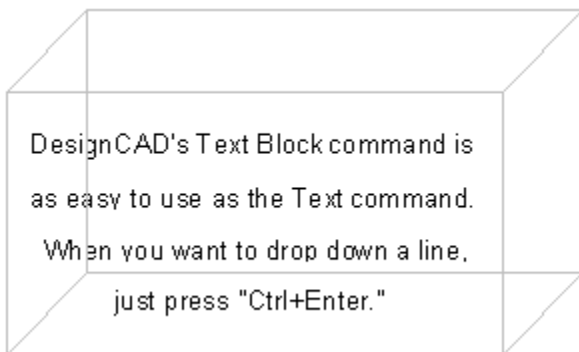 DesignCAD's Text Block command is
as easy to use as the Text command.
When you want to drop down a line,
just press "Ctrl+Enter."